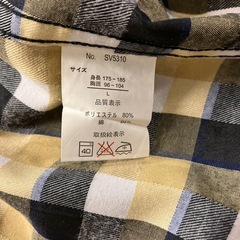 No. SV5310
サイズ
身長 175~185
胸囲 96~104
L
品質表示
ポリエステル 80%
綿
取扱絵表示
40